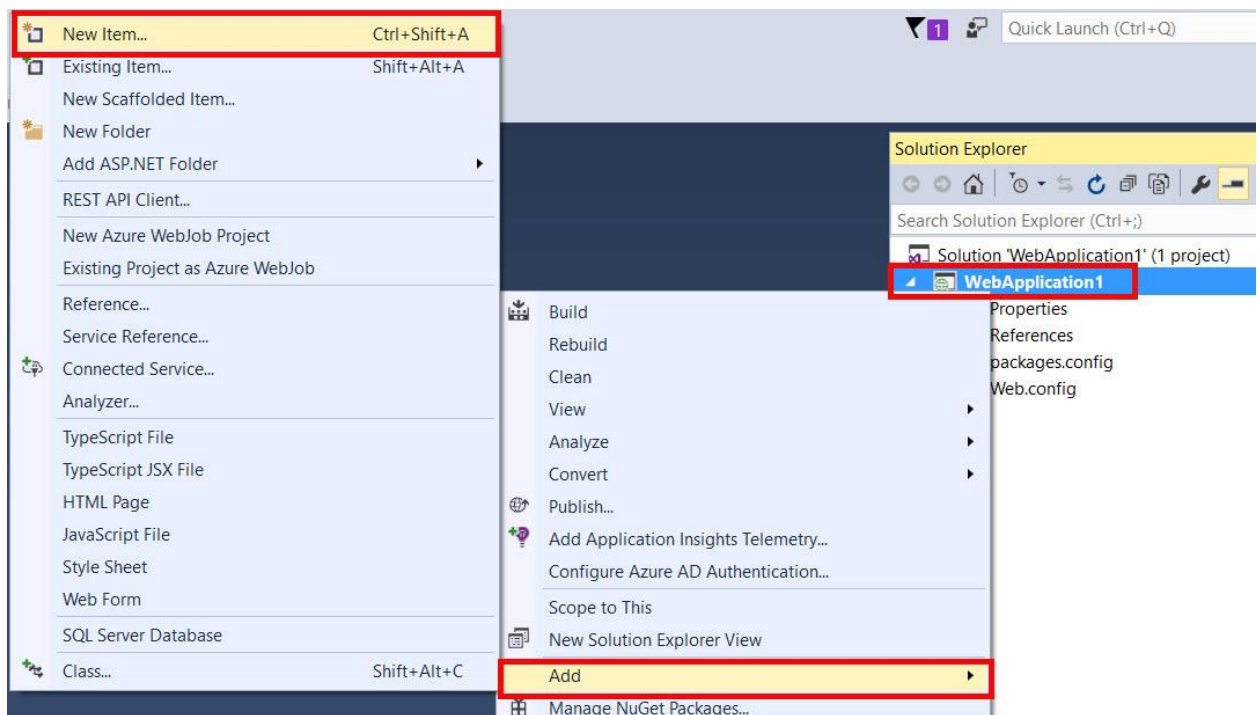 New Item... Ctrl+Shift+A
Existing Item... Shift+Alt+A
New Scaffolded Item...
New Folder
Add ASP.NET Folder
REST API Client...
New Azure WebJob Project
Existing Project as Azure WebJob
Reference...
Service Reference...
Connected Service...
Analyzer...
TypeScript File
TypeScript JSX File
HTML Page
JavaScript File
Style Sheet
Web Form
SQL Server Database
Class... Shift+Alt+C
Build
Rebuild
Clean
View
Analyze
Convert
Publish...
Add Application Insights Telemetry...
Configure Azure AD Authentication...
Scope to This
New Solution Explorer View
Add
Manage NuGet Packages...
1
Quick Launch (Ctrl+Q)
Solution Explorer
Search Solution Explorer (Ctrl+;)
Solution 'WebApplication1' (1 project)
WebApplication1
Properties
References
packages.config
Web.config